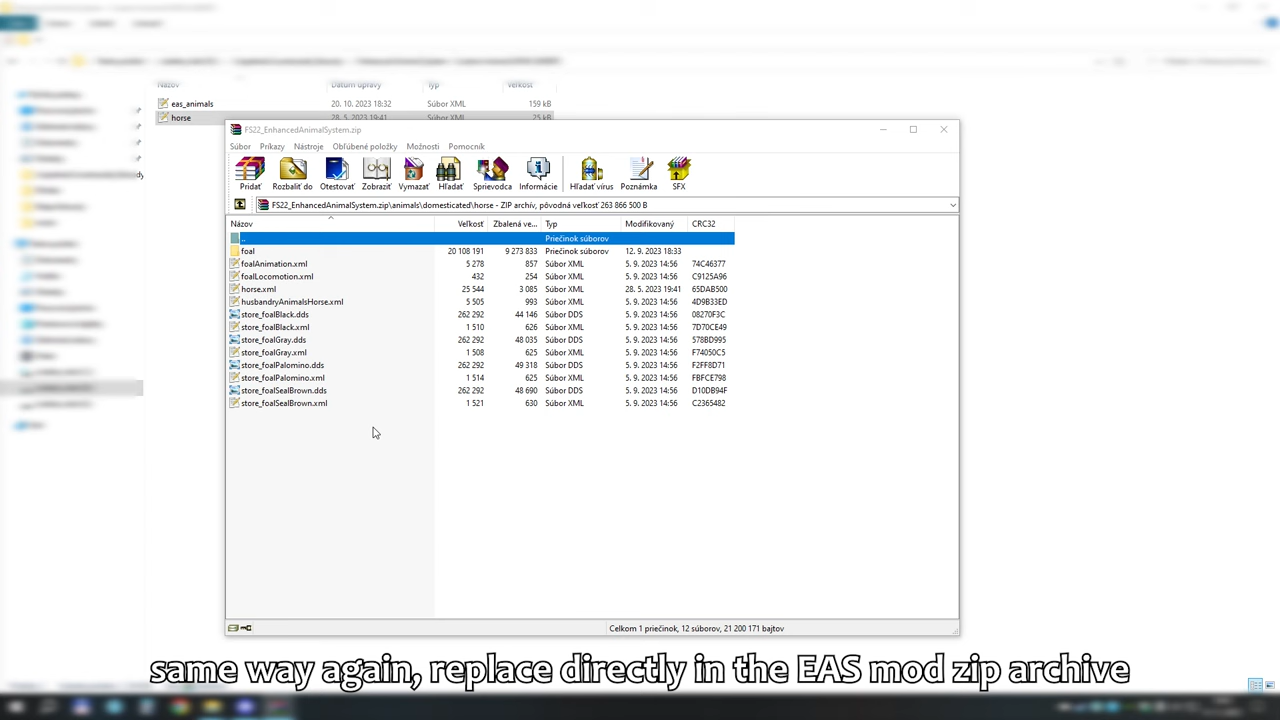 Názov Dátum úpravy Typ Veľkosť
eas_animals 20. 10. 2023 18:32 Súbor XML 159 kB
horse 28. 5. 2023 19:41 Súbor XML 25 kB
FS22_EnhancedAnimalSystem.zip
Súbor Príkazy Nástroje Obľúbené položky Možnosti Pomocník
Pridať Rozbaliť do Otestovať Zobraziť Vymazať Hľadať Sprievodca Informácie Hľadať vírus Poznámka SFX
FS22_EnhancedAnimalSystem.zip\animals\domesticated\horse - ZIP archív, pôvodná veľkosť 263 866 500 B
Názov Veľkosť Zbalená ve... Typ Modifikovaný CRC32
.. Priečinok súborov
foal 20 108 191 9 273 833 Priečinok súborov 12. 9. 2023 18:33
foalAnimation.xml 5 278 857 Súbor XML 5. 9. 2023 14:56 74C46377
foalLocomotion.xml 432 254 Súbor XML 5. 9. 2023 14:56 C9125A96
horse.xml 25 544 3 085 Súbor XML 28. 5. 2023 19:41 65DAB500
husbandryAnimalsHorse.xml 5 505 993 Súbor XML 5. 9. 2023 14:56 4D9B33ED
store_foalBlack.dds 262 292 44 146 Súbor DDS 5. 9. 2023 14:56 08270F3C
store_foalBlack.xml 1 510 626 Súbor XML 5. 9. 2023 14:56 7D70CE49
store_foalGray.dds 262 292 48 035 Súbor DDS 5. 9. 2023 14:56 578BD995
store_foalGray.xml 1 508 625 Súbor XML 5. 9. 2023 14:56 F74050C5
store_foalPalomino.dds 262 292 49 318 Súbor DDS 5. 9. 2023 14:56 F2FF8D71
store_foalPalomino.xml 1 514 625 Súbor XML 5. 9. 2023 14:56 FBFCE798
store_foalSealBrown.dds 262 292 48 690 Súbor DDS 5. 9. 2023 14:56 D10DB94F
store_foalSealBrown.xml 1 521 630 Súbor XML 5. 9. 2023 14:56 C2365482
Celkom 1 priečinok, 12 súborov, 21 200 171 bajtov
same way again, replace directly in the EAS mod zip archive